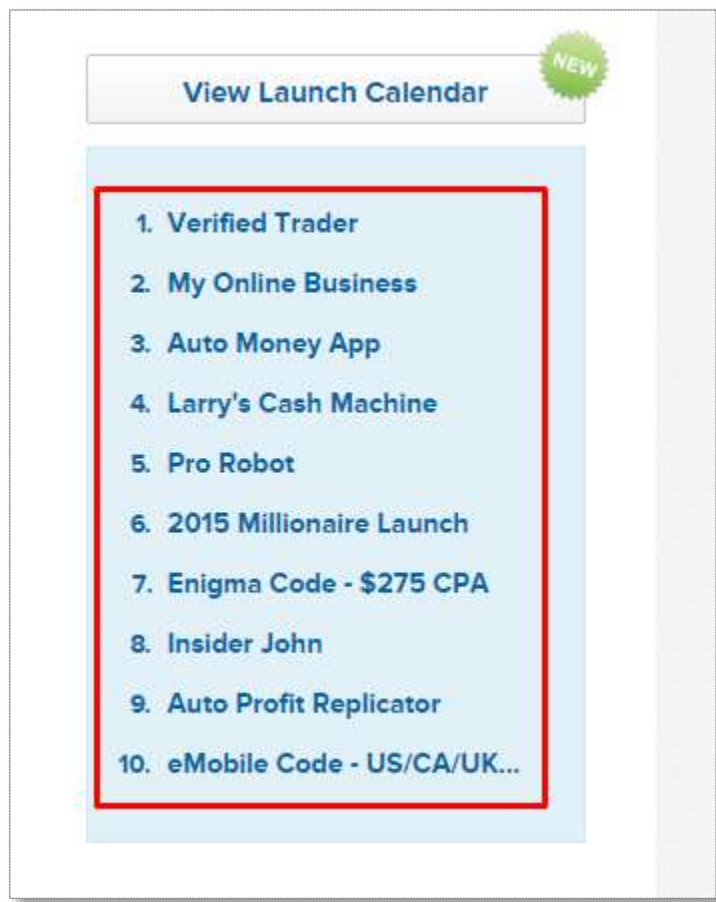 NEW
View Launch Calendar
1. Verified Trader
2. My Online Business
3. Auto Money App
4. Larry's Cash Machine
5. Pro Robot
6. 2015 Millionaire Launch
7. Enigma Code - $275 CPA
8. Insider John
9. Auto Profit Replicator
10. eMobile Code - US/CA/UK...